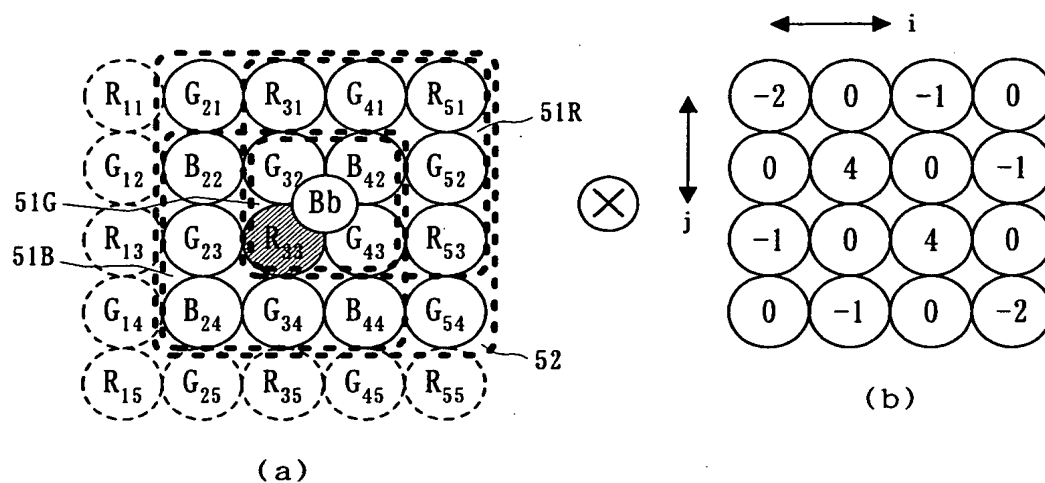 R₁₁ G₂₁ R₃₁ G₄₁ R₅₁
51R
G₁₂ B₂₂ G₃₂ B₄₂ G₅₂
51G
Bb
R₁₃ G₂₃ R₃₃ G₄₃ R₅₃
51B
G₁₄ B₂₄ G₃₄ B₄₄ G₅₄
52
R₁₅ G₂₅ R₃₅ G₄₅ R₅₅
(a)
i
j
-2 0 -1 0
0 4 0 -1
-1 0 4 0
0 -1 0 -2
(b)